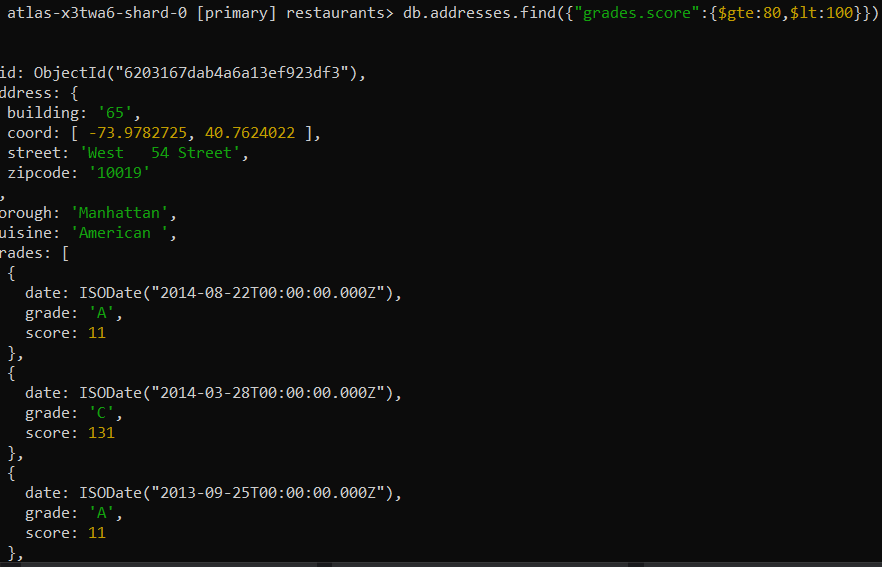 atlas-x3twa6-shard-0 [primary] restaurants> db.addresses.find({"grades.score":{$gte:80,$lt:100}})
id: ObjectId("6203167dab4a6a13ef923df3"),
ddress: {
building: '65',
coord: [ -73.9782725, 40.7624022 ],
street: 'West   54 Street',
zipcode: '10019'
,
orough: 'Manhattan',
uisine: 'American ',
rades: [
{
date: ISODate("2014-08-22T00:00:00.000Z"),
grade: 'A',
score: 11
},
{
date: ISODate("2014-03-28T00:00:00.000Z"),
grade: 'C',
score: 131
},
{
date: ISODate("2013-09-25T00:00:00.000Z"),
grade: 'A',
score: 11
},